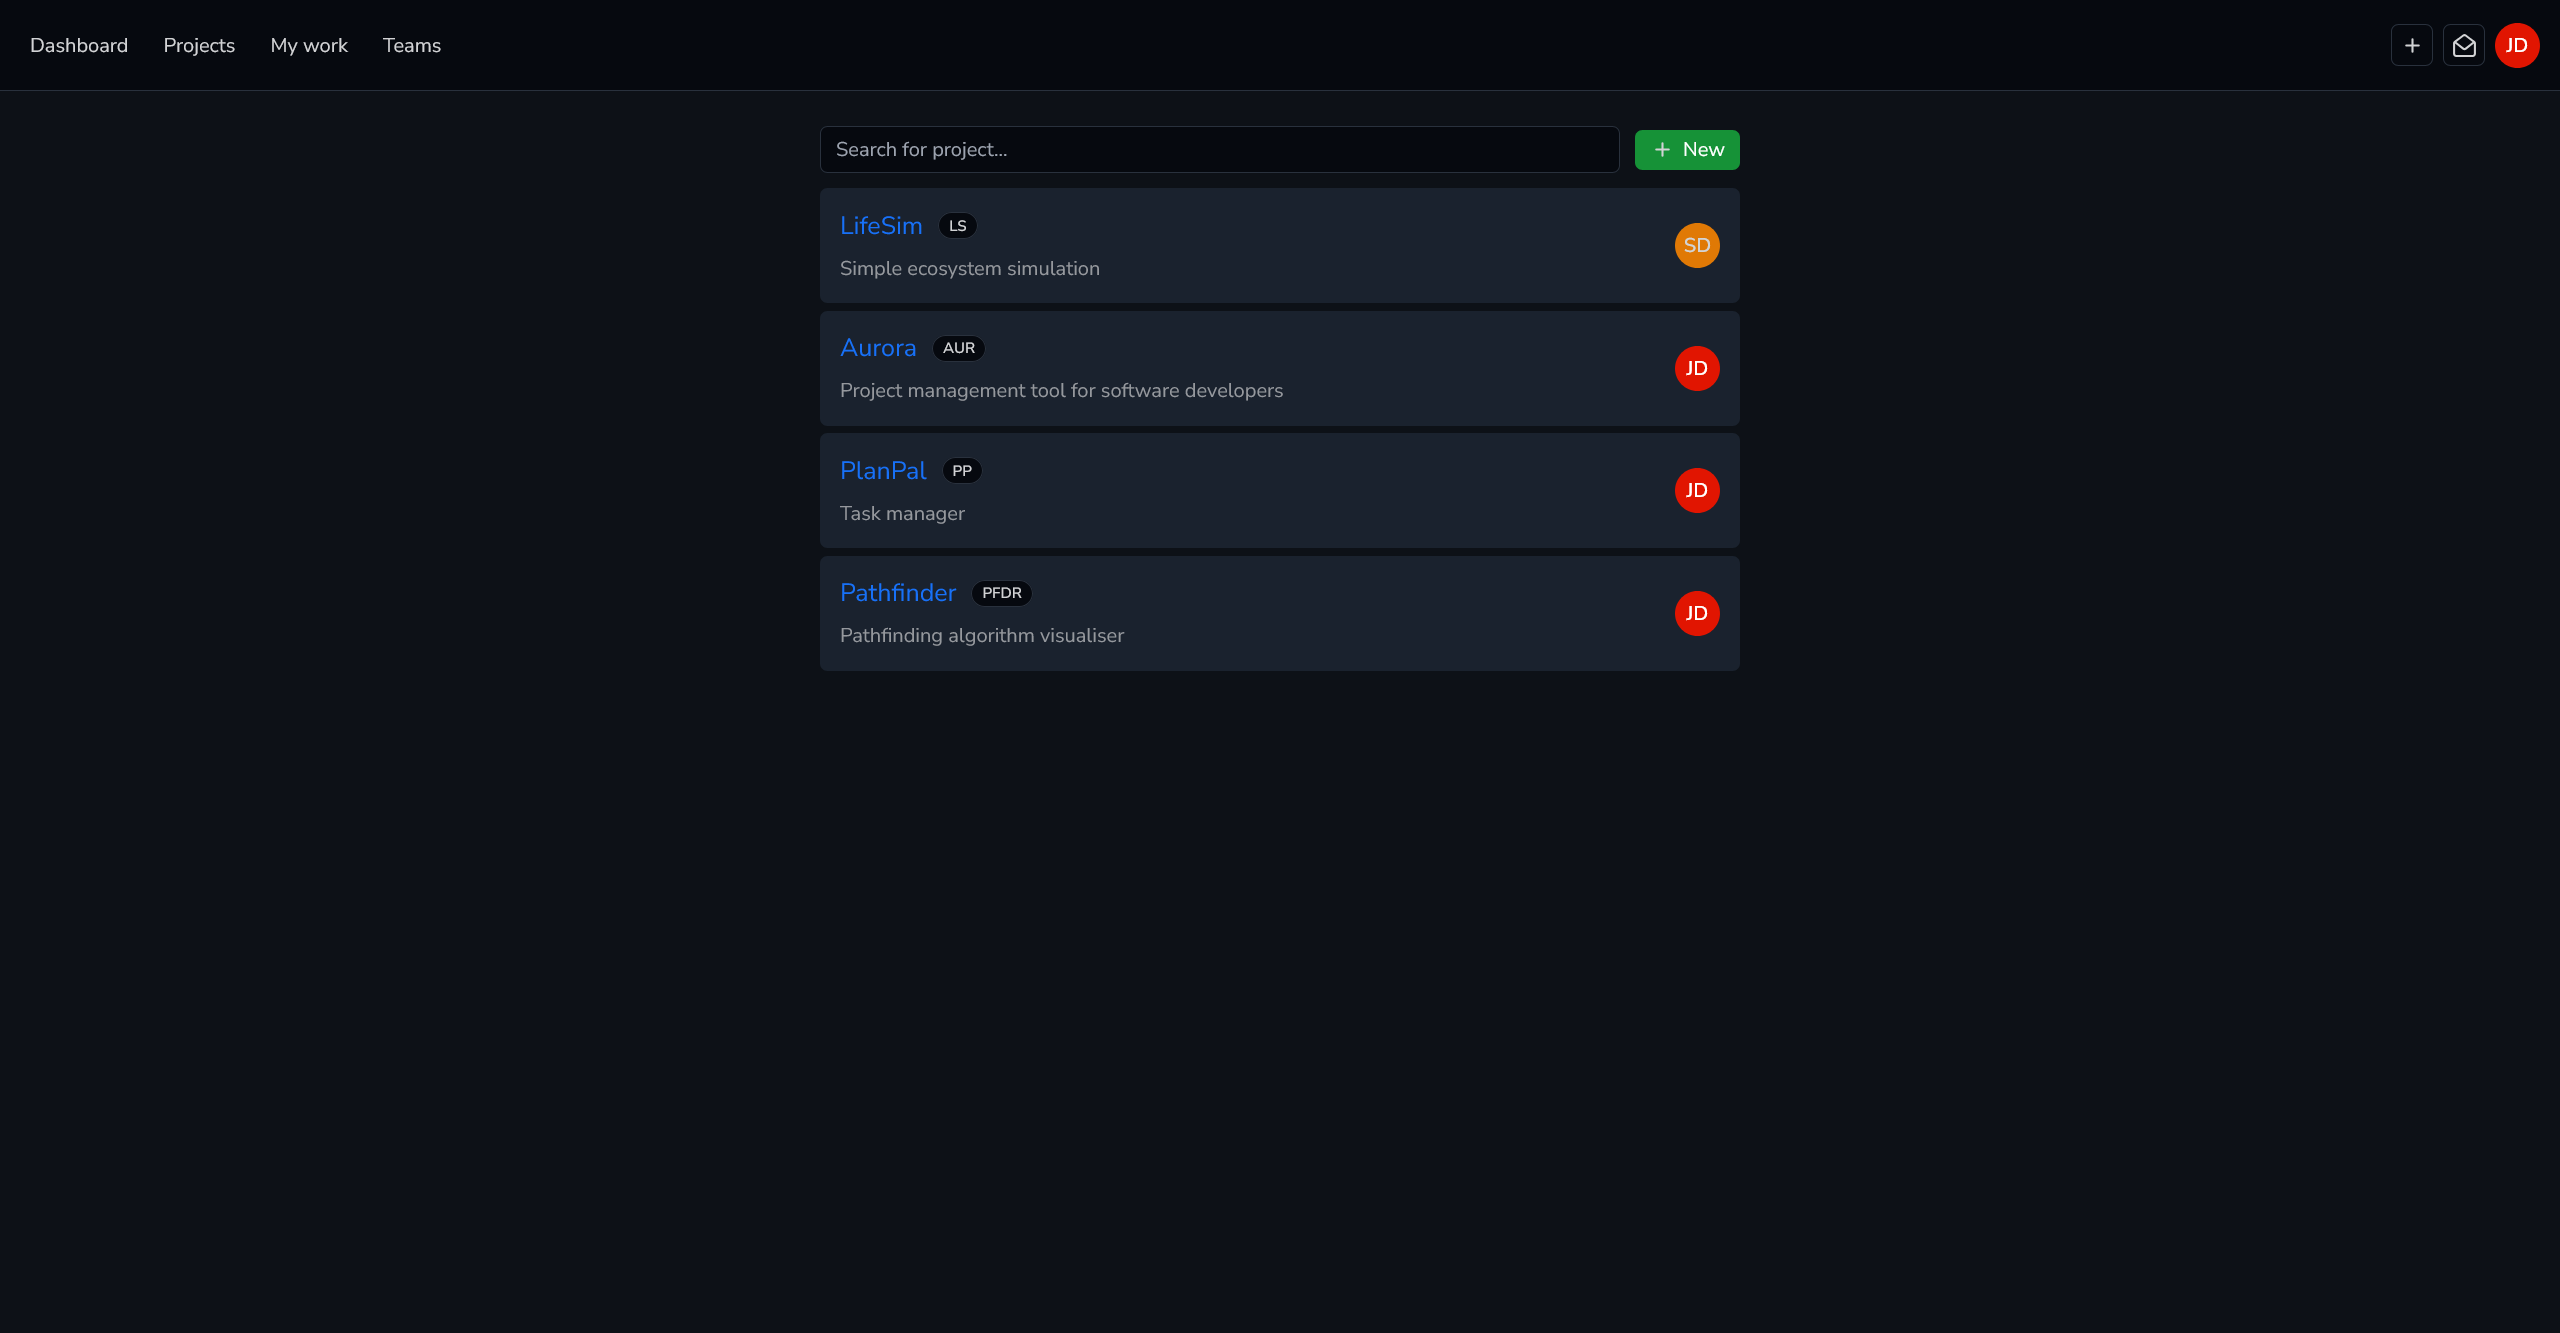 Dashboard Projects My work Teams JD
Search for project... New
LifeSim LS
Simple ecosystem simulation
SD
Aurora AUR
Project management tool for software developers
JD
PlanPal PP
Task manager
JD
Pathfinder PFDR
Pathfinding algorithm visualiser
JD